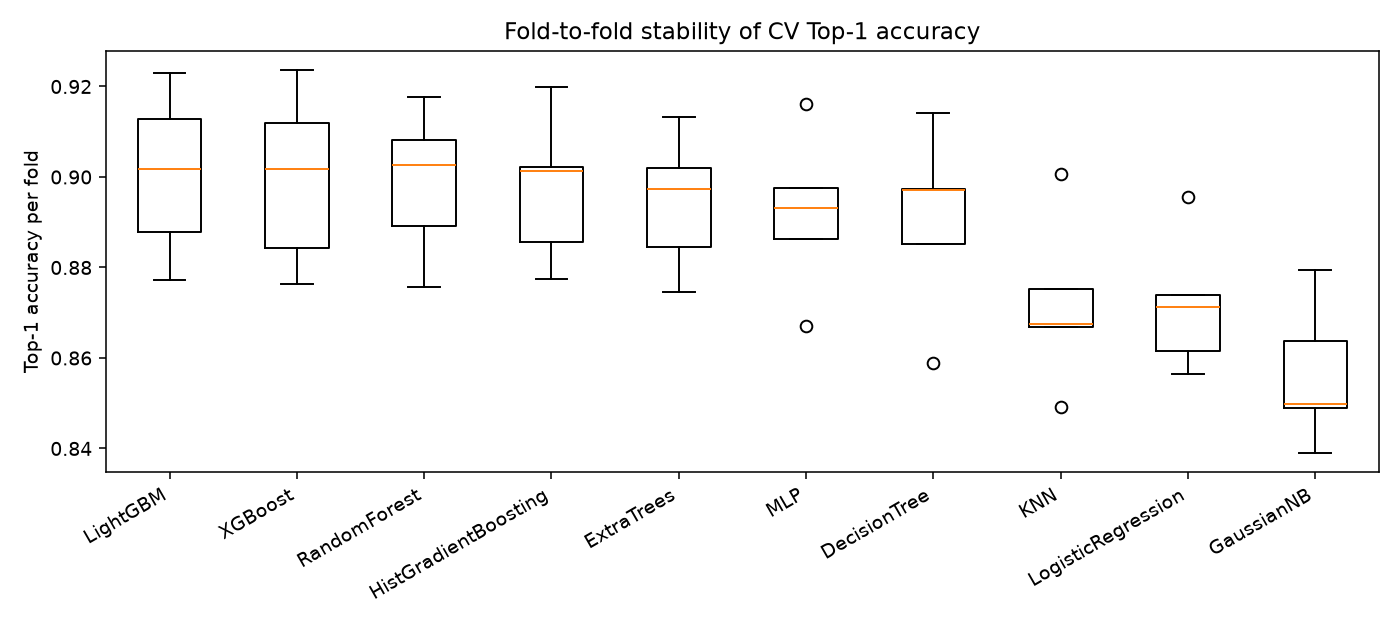 Fold-to-fold stability of CV Top-1 accuracy
Top-1 accuracy per fold
0.92
0.90
0.88
0.86
0.84
LightGBM
XGBoost
RandomForest
HistGradientBoosting
ExtraTrees
MLP
DecisionTree
KNN
LogisticRegression
GaussianNB